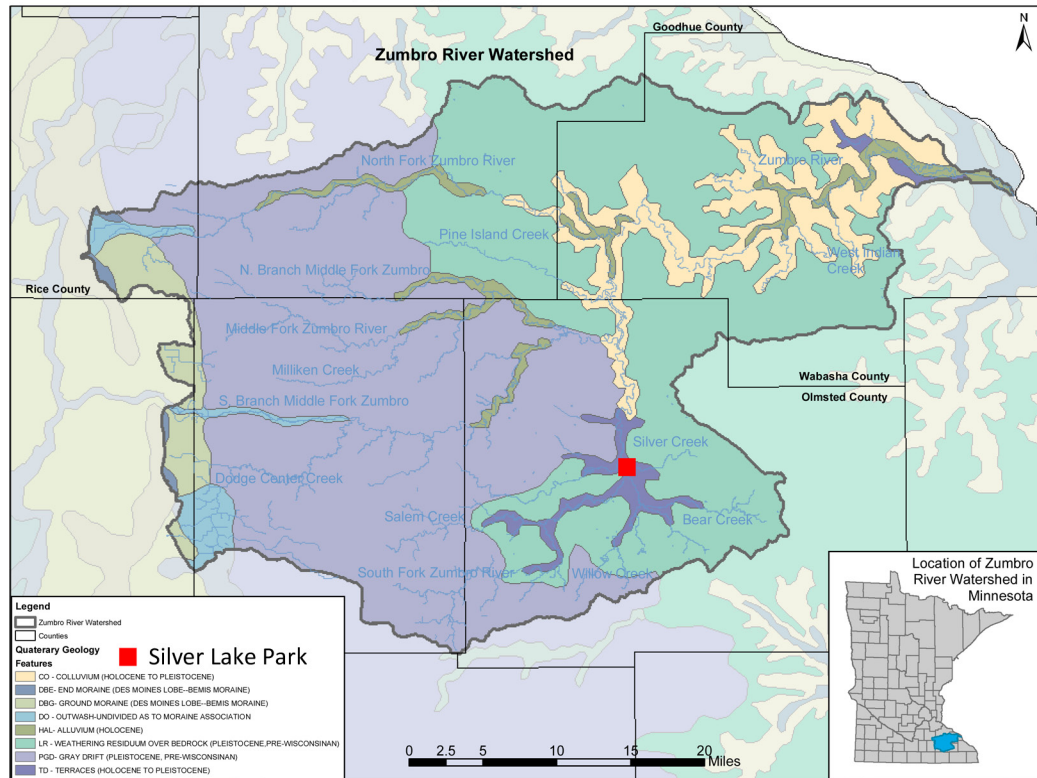 Goodhue County
N
Zumbro River Watershed
North Fork Zumbro River
Zumbro River
Pine Island Creek
West Indian
Creek
N. Branch Middle Fork Zumbro
Rice County
Middle Fork Zumbro River
Milliken Creek
Wabasha County
Olmsted County
S. Branch Middle Fork Zumbro
Silver Creek
Dodge Center Creek
Salem Creek
Bear Creek
South Fork Zumbro River
Willow Creek
Location of Zumbro
River Watershed in
Minnesota
Legend
Zumbro River Watershed
Counties
Quaterary Geology
Features
Silver Lake Park
CO - COLLUVIUM (HOLOCENE TO PLEISTOCENE)
DBE- END MORAINE (DES MOINES LOBE--BEMIS MORAINE)
DBG- GROUND MORAINE (DES MOINES LOBE--BEMIS MORAINE)
DO - OUTWASH-UNDIVIDED AS TO MORAINE ASSOCIATION
HAL- ALLUVIUM (HOLOCENE)
LR - WEATHERING RESIDUUM OVER BEDROCK (PLEISTOCENE,PRE-WISCONSINAN)
PGD- GRAY DRIFT (PLEISTOCENE, PRE-WISCONSINAN)
TD - TERRACES (HOLOCENE TO PLEISTOCENE)
0 2.5 5 10 15 20
Miles